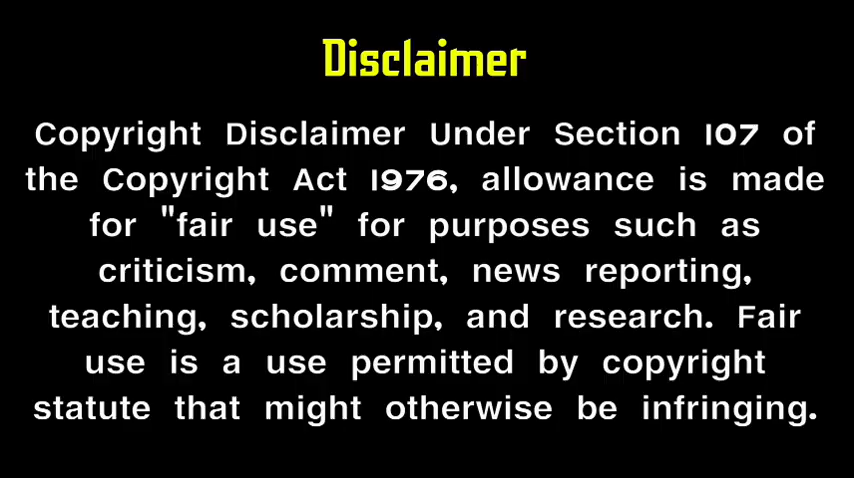 Disclaimer
Copyright Disclaimer Under Section 107 of
the Copyright Act 1976, allowance is made
for "fair use" for purposes such as
criticism, comment, news reporting,
teaching, scholarship, and research. Fair
use is a use permitted by copyright
statute that might otherwise be infringing.